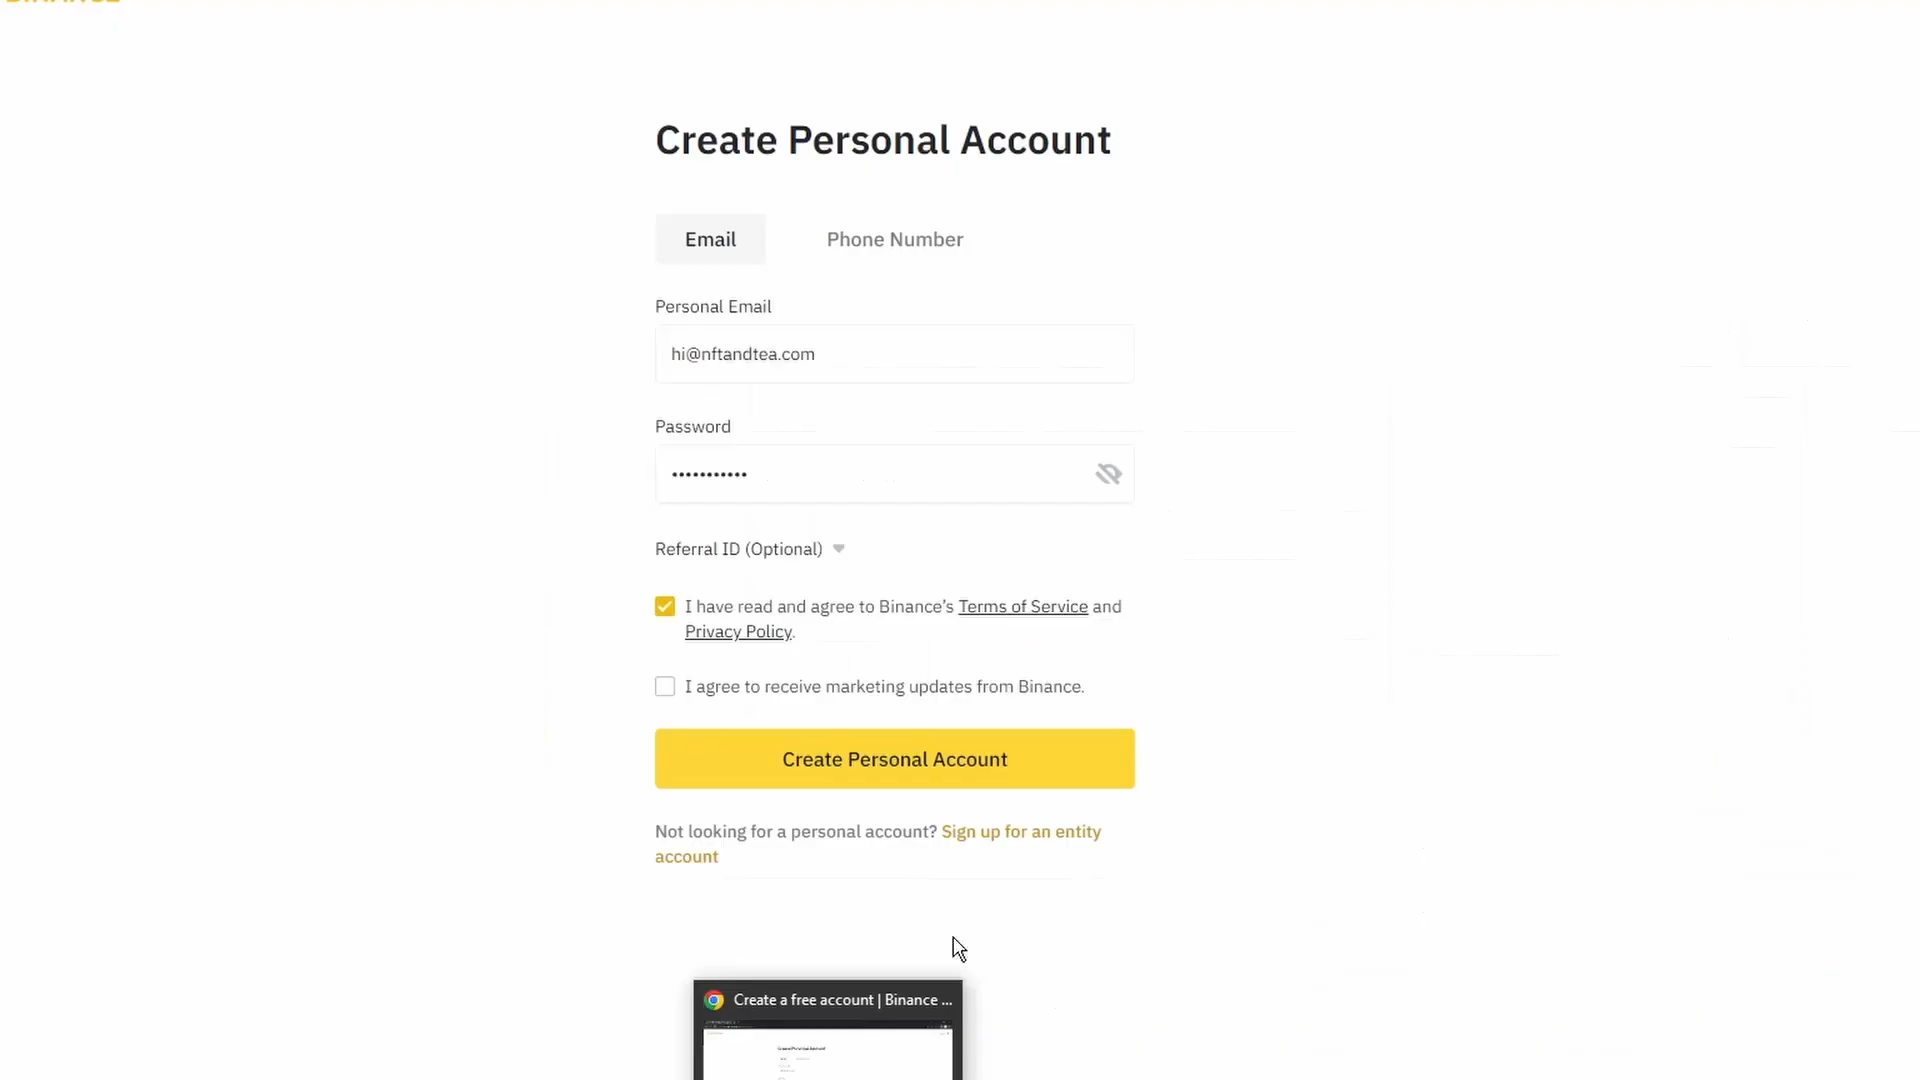 BINANCE
Create Personal Account
Email
Phone Number
Personal Email
hi@nftandtea.com
Password
•••••••••••
Referral ID (Optional)
I have read and agree to Binance’s Terms of Service and
Privacy Policy.
I agree to receive marketing updates from Binance.
Create Personal Account
Not looking for a personal account? Sign up for an entity
account
Create a free account | Binance ...